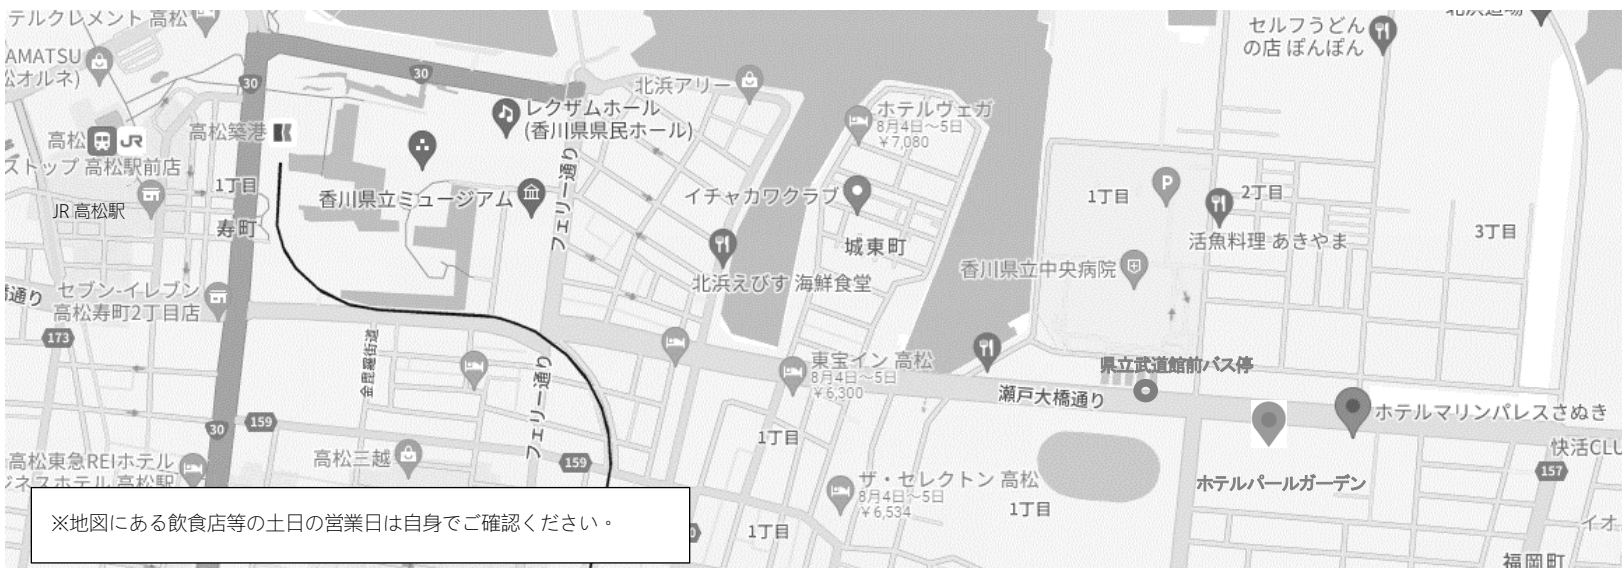 テルクレメント 高松
AMATSU
松オルネ)
高松
JR
高松築港
ストップ 高松駅前店
JR 高松駅
1丁目
寿町
セブン-イレブン
高松寿町2丁目店
通り
173
30
30
30
159
159
高松東急REIホテル
ジネスホテル 高松駅
レクザムホール
(香川県県民ホール)
香川県立ミュージアム
フェリー通り
フェリー通り
金毘羅街道
高松三越
北浜アリー
ホテルヴェガ
8月4日～5日
￥7,080
イチャカワクラブ
城東町
北浜えびす 海鮮食堂
東宝イン 高松
8月4日～5日
￥6,300
1丁目
ザ・セレクトン 高松
8月4日～5日
￥6,534
1丁目
1丁目
セルフうどん
の店 ぽんぽん
1丁目
P
2丁目
3丁目
活魚料理 あきやま
香川県立中央病院
県立武道館前バス停
瀬戸大橋通り
ホテルマリンパレスさぬき
ホテルパールガーデン
快活CLU
157
イオ
福岡町
※地図にある飲食店等の土日の営業日は自身でご確認ください。